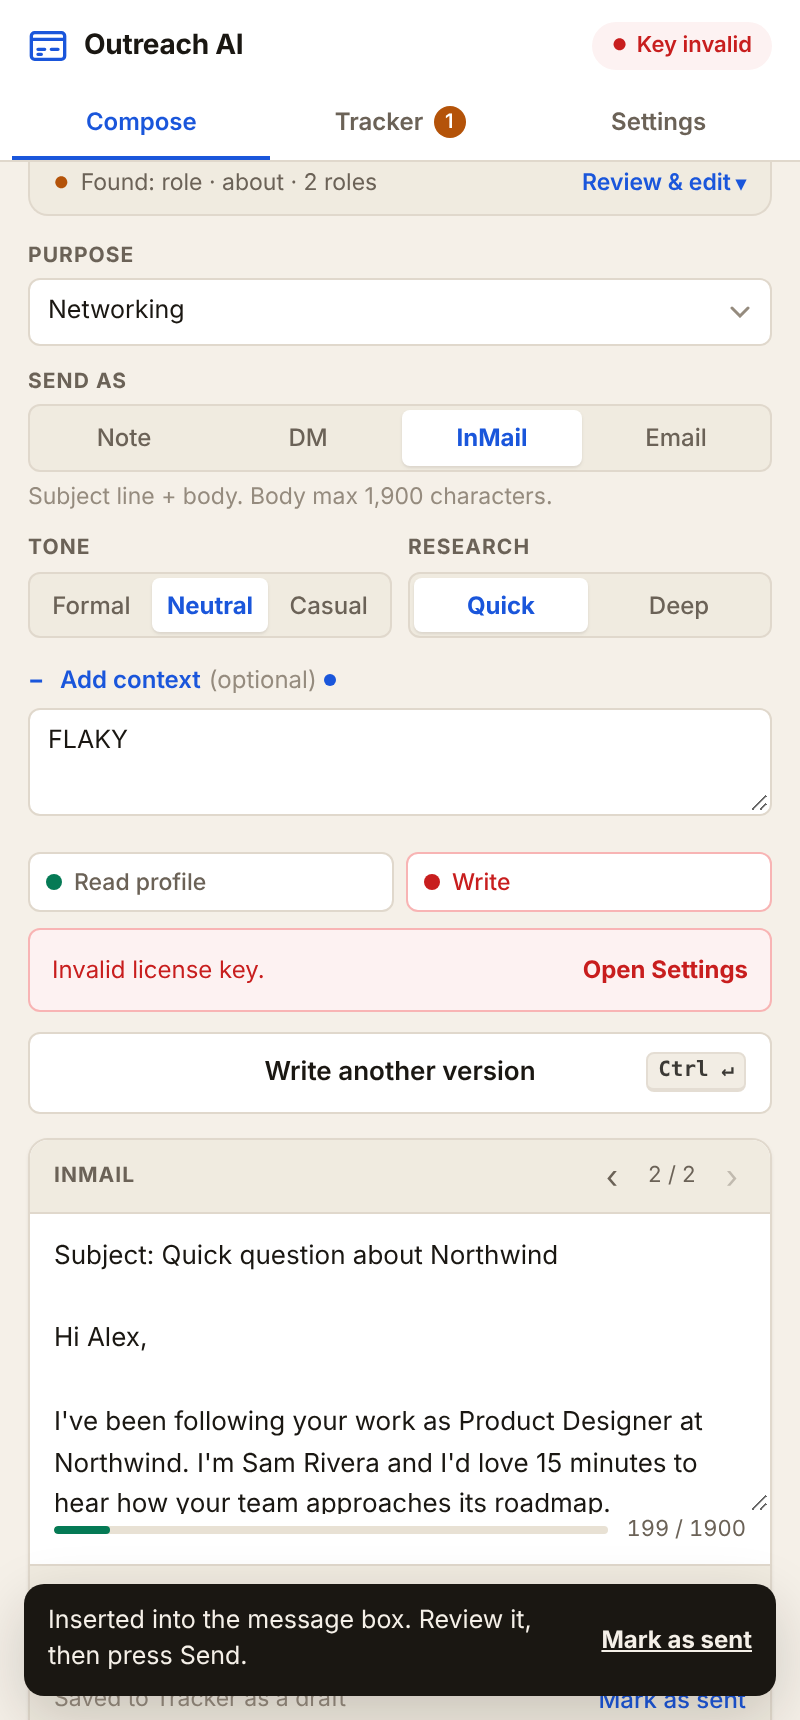 Outreach AI
Key invalid
Compose
Tracker 1
Settings
Found: role · about · 2 roles
Review & edit ▾
PURPOSE
Networking
SEND AS
Note
DM
InMail
Email
Subject line + body. Body max 1,900 characters.
TONE
RESEARCH
Formal
Neutral
Casual
Quick
Deep
– Add context (optional)
FLAKY
Read profile
Write
Invalid license key.
Open Settings
Write another version
Ctrl ↵
INMAIL
‹ 2 / 2 ›
Subject: Quick question about Northwind
Hi Alex,
I've been following your work as Product Designer at
Northwind. I'm Sam Rivera and I'd love 15 minutes to
hear how your team approaches its roadmap.
199 / 1900
Inserted into the message box. Review it,
then press Send.
Mark as sent
Saved to Tracker as a draft
Mark as sent